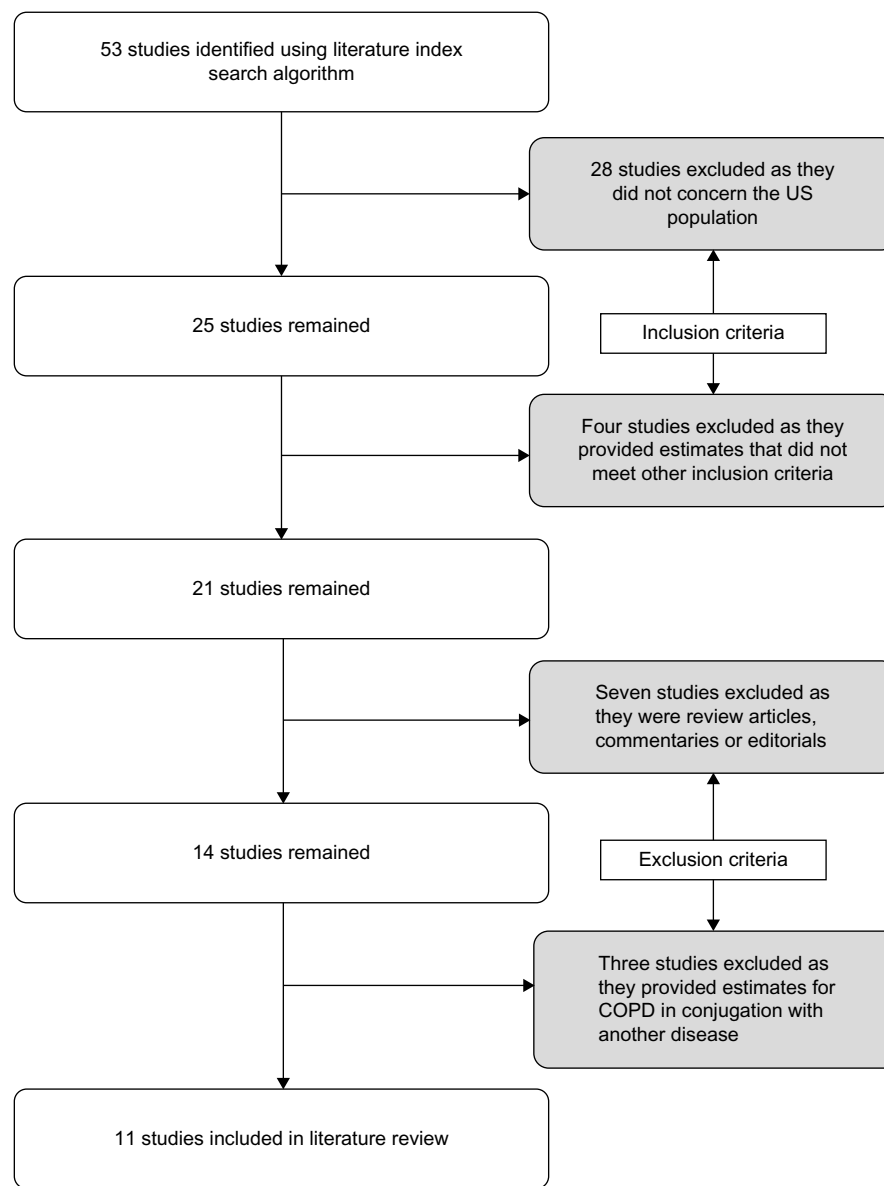 53 studies identified using literature index
search algorithm
28 studies excluded as they
did not concern the US
population
25 studies remained
Inclusion criteria
Four studies excluded as they
provided estimates that did not
meet other inclusion criteria
21 studies remained
Seven studies excluded as
they were review articles,
commentaries or editorials
14 studies remained
Exclusion criteria
Three studies excluded as
they provided estimates for
COPD in conjugation with
another disease
11 studies included in literature review